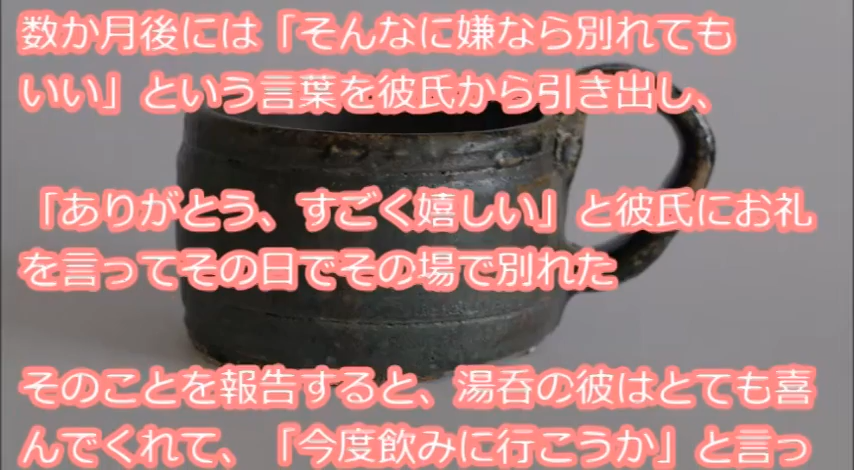 数か月後には「そんなに嫌なら別れても
いい」という言葉を彼氏から引き出し、
「ありがとう、すごく嬉しい」と彼氏にお礼
を言ってその日でその場で別れた
そのことを報告すると、湯呑の彼はとても喜
んでくれて、「今度飲みに行こうか」と言っ